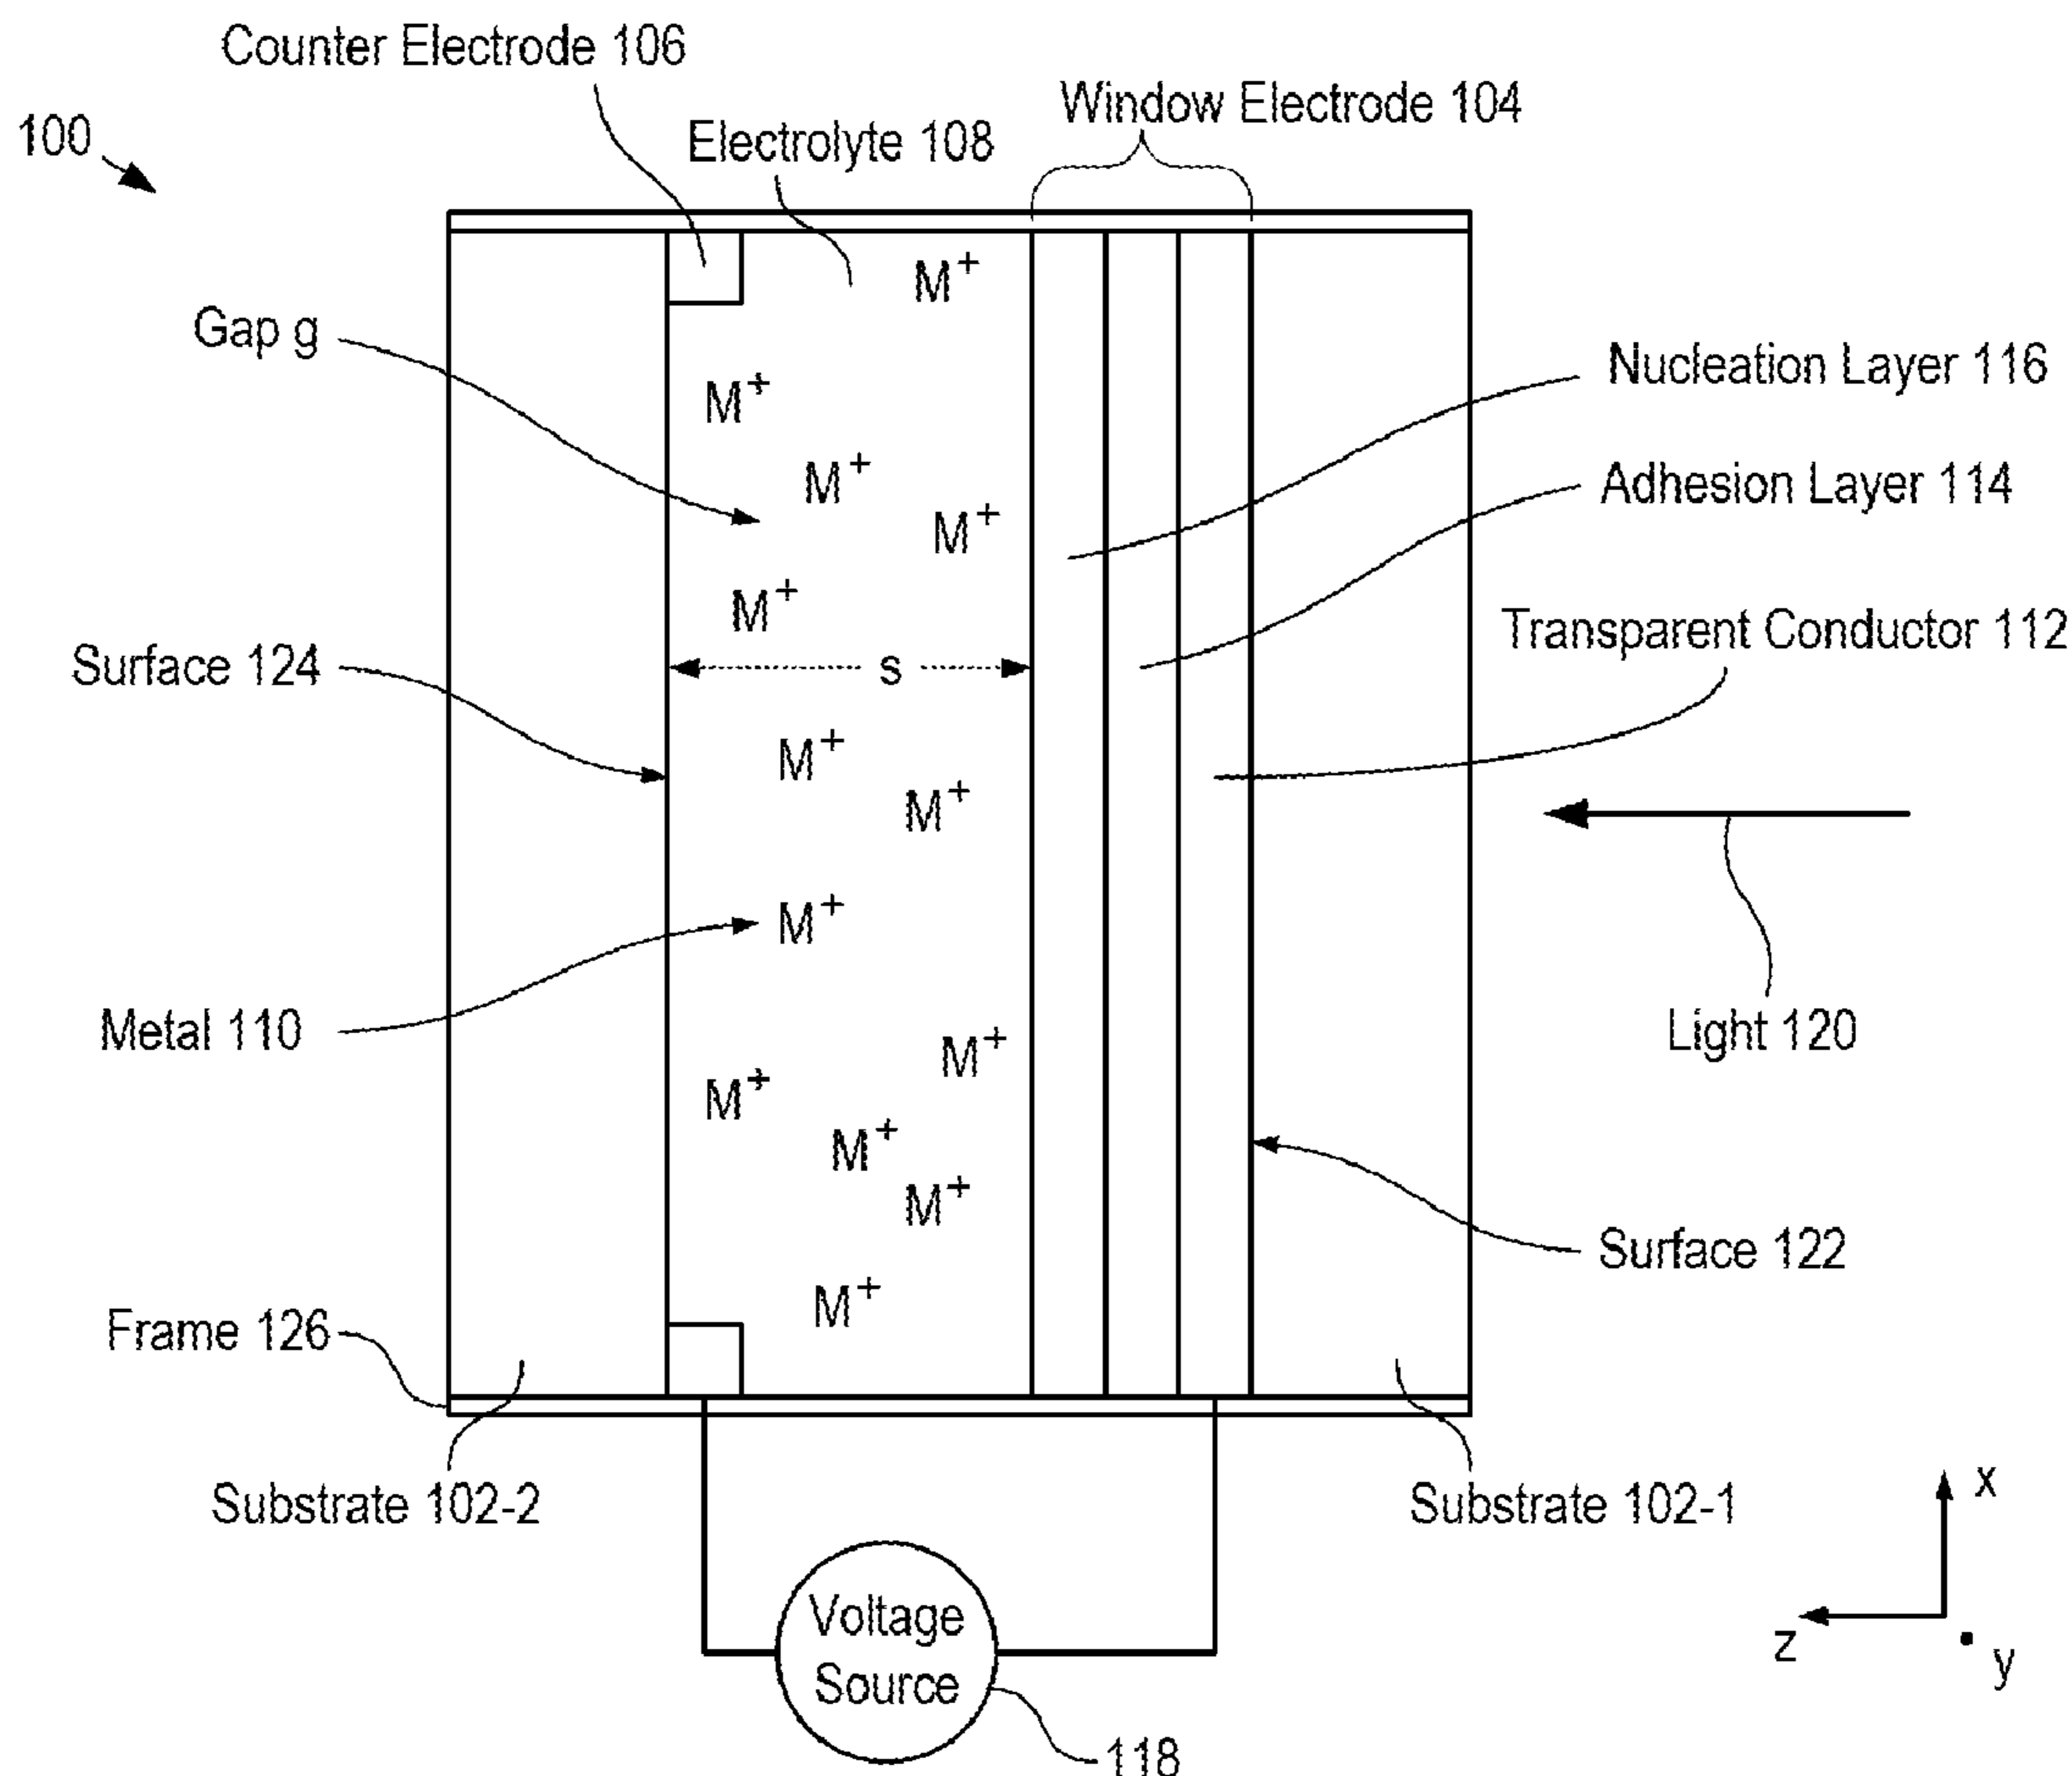 Counter Electrode 106
Window Electrode 104
100
Electrolyte 108
M+
Gap g
Nucleation Layer 116
M+
M+
Adhesion Layer 114
M+
M+
Transparent Conductor 112
Surface 124
s
M+
M+
M+
Metal 110
Light 120
M+
M+
M+
M+
Surface 122
M+
Frame 126
Substrate 102-2
Substrate 102-1
x
Voltage
Source
z
y
118